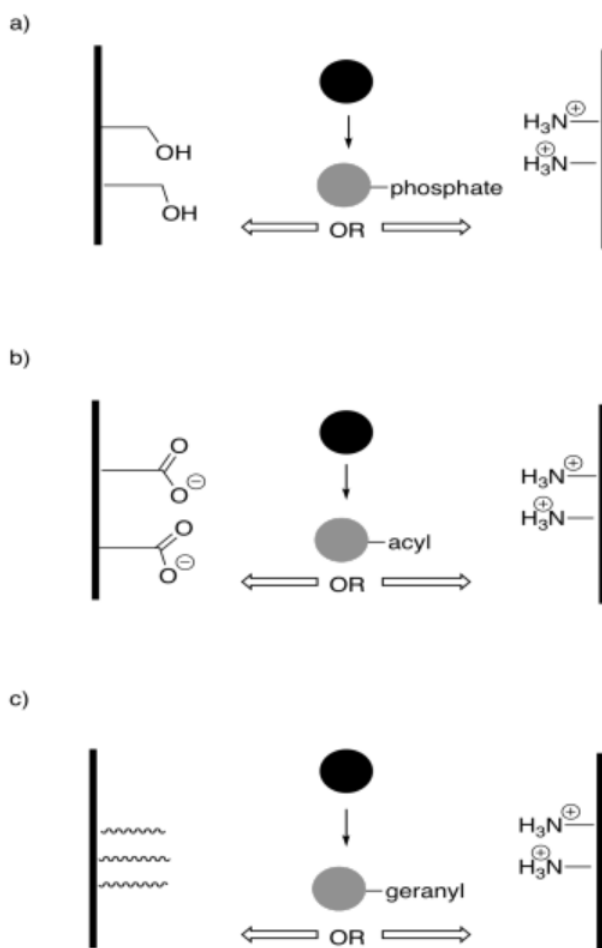 a)
OH
OH
phosphate
OR
H₃N⊕
H₃N⊕
b)
O
O⊖
O
O⊖
acyl
OR
H₃N⊕
H₃N⊕
c)
geranyl
OR
H₃N⊕
H₃N⊕